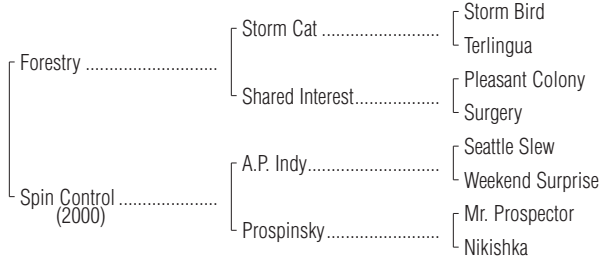 Storm Bird
Storm Cat ........................
Terlingua
Forestry ...........................
Pleasant Colony
Shared Interest.................
Surgery
Seattle Slew
A.P. Indy...........................
Weekend Surprise
Spin Control ....................
(2000)
Mr. Prospector
Prospinsky.......................
Nikishka